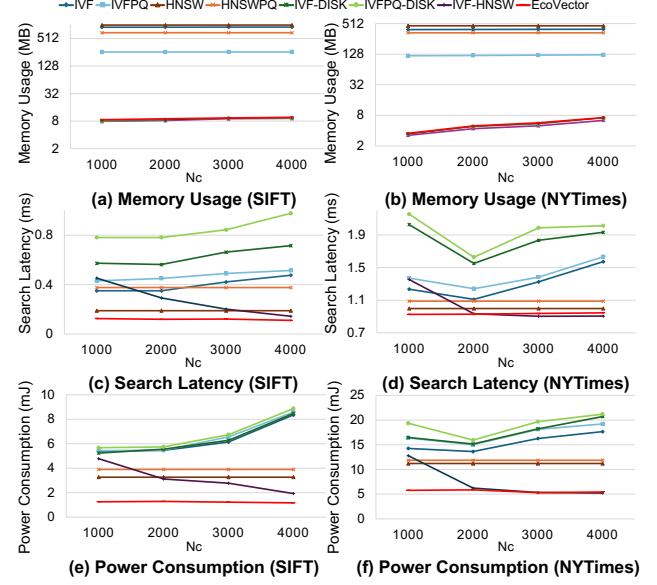 IVF IVFPQ HNSW HNSWPQ IVF-DISK IVFPQ-DISK IVF-HNSW EcoVector
Memory Usage (MB)
512
128
32
8
2
1000 2000 3000 4000
Nc
(a) Memory Usage (SIFT)
Memory Usage (MB)
512
128
32
8
2
1000 2000 3000 4000
Nc
(b) Memory Usage (NYTimes)
Search Latency (ms)
0.8
0.4
0
1000 2000 3000 4000
Nc
(c) Search Latency (SIFT)
Search Latency (ms)
1.9
1.5
1.1
0.7
1000 2000 3000 4000
Nc
(d) Search Latency (NYTimes)
Power Consumption (mJ)
10
8
6
4
2
0
1000 2000 3000 4000
Nc
(e) Power Consumption (SIFT)
Power Consumption (mJ)
25
20
15
10
5
0
1000 2000 3000 4000
Nc
(f) Power Consumption (NYTimes)